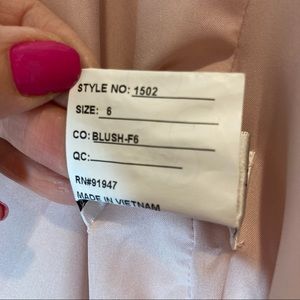 STYLE NO: 1502
SIZE: 6
CO: BLUSH-F6
QC:
RN#91947
MADE IN VIETNAM